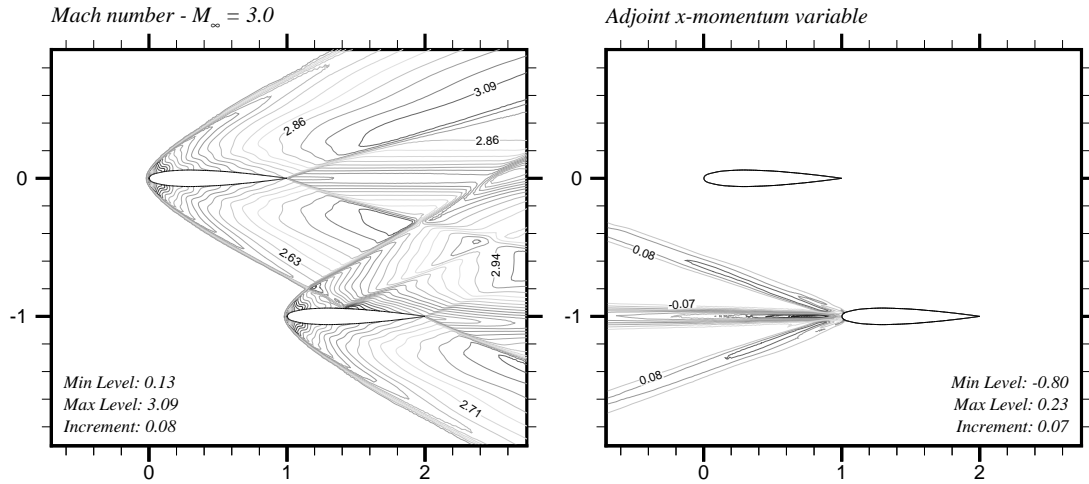 Mach number - M∞ = 3.0
3.09
2.86
2.86
0
2.63
2.94
-1
Min Level: 0.13
Max Level: 3.09
Increment: 0.08
2.71
0 1 2
Adjoint x-momentum variable
0
0.08
-0.07
-1
0.08
Min Level: -0.80
Max Level: 0.23
Increment: 0.07
0 1 2